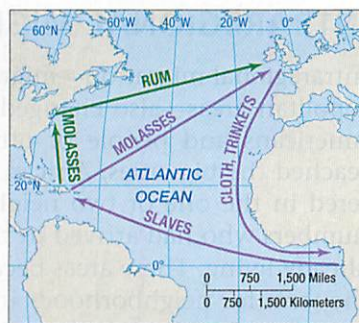 60°W 40°W 20°W 0°
60°N
RUM
MOLASSES
MOLASSES
CLOTH, TRINKETS
20°N
ATLANTIC
OCEAN
SLAVES
0°
0 750 1,500 Miles
0 750 1,500 Kilometers